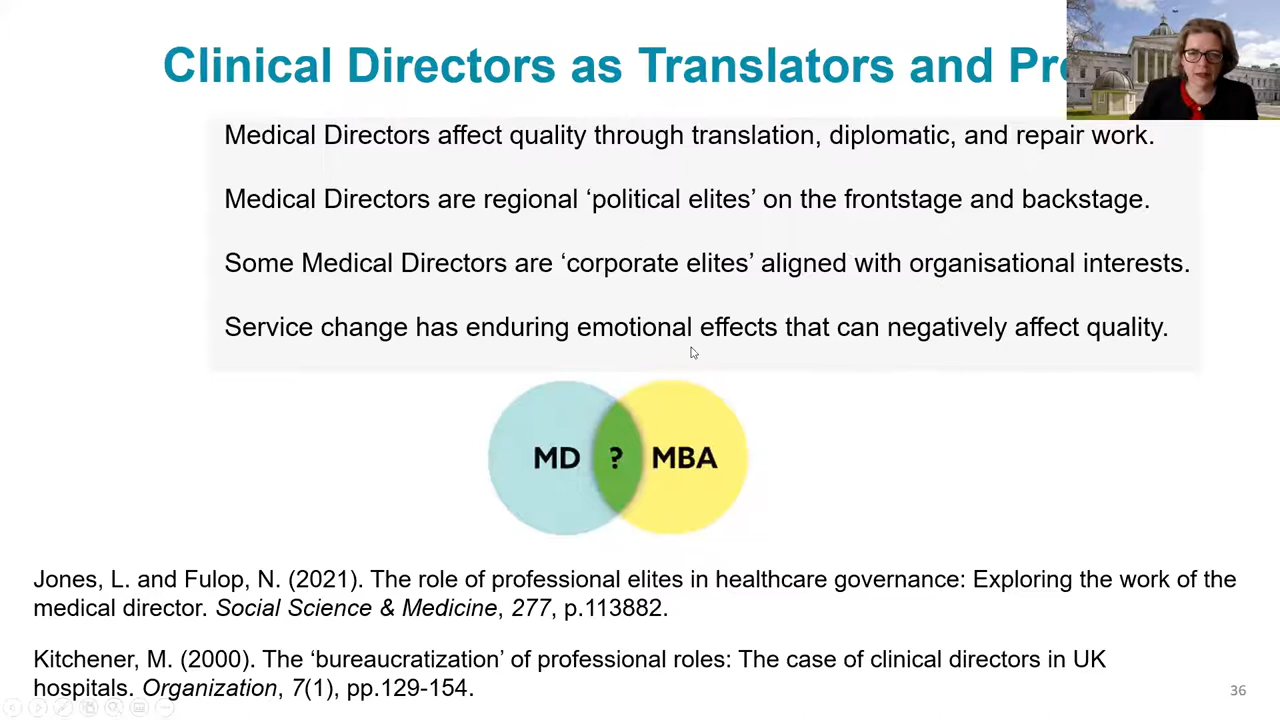 Clinical Directors as Translators and
Medical Directors affect quality through translation, diplomatic, and repair work.
Medical Directors are regional ‘political elites’ on the frontstage and backstage.
Some Medical Directors are ‘corporate elites’ aligned with organisational interests.
Service change has enduring emotional effects that can negatively affect quality.
MD ? MBA
Jones, L. and Fulop, N. (2021). The role of professional elites in healthcare governance: Exploring the work of the
medical director. Social Science & Medicine, 277, p.113882.
Kitchener, M. (2000). The ‘bureaucratization’ of professional roles: The case of clinical directors in UK
hospitals. Organization, 7(1), pp.129-154.
36